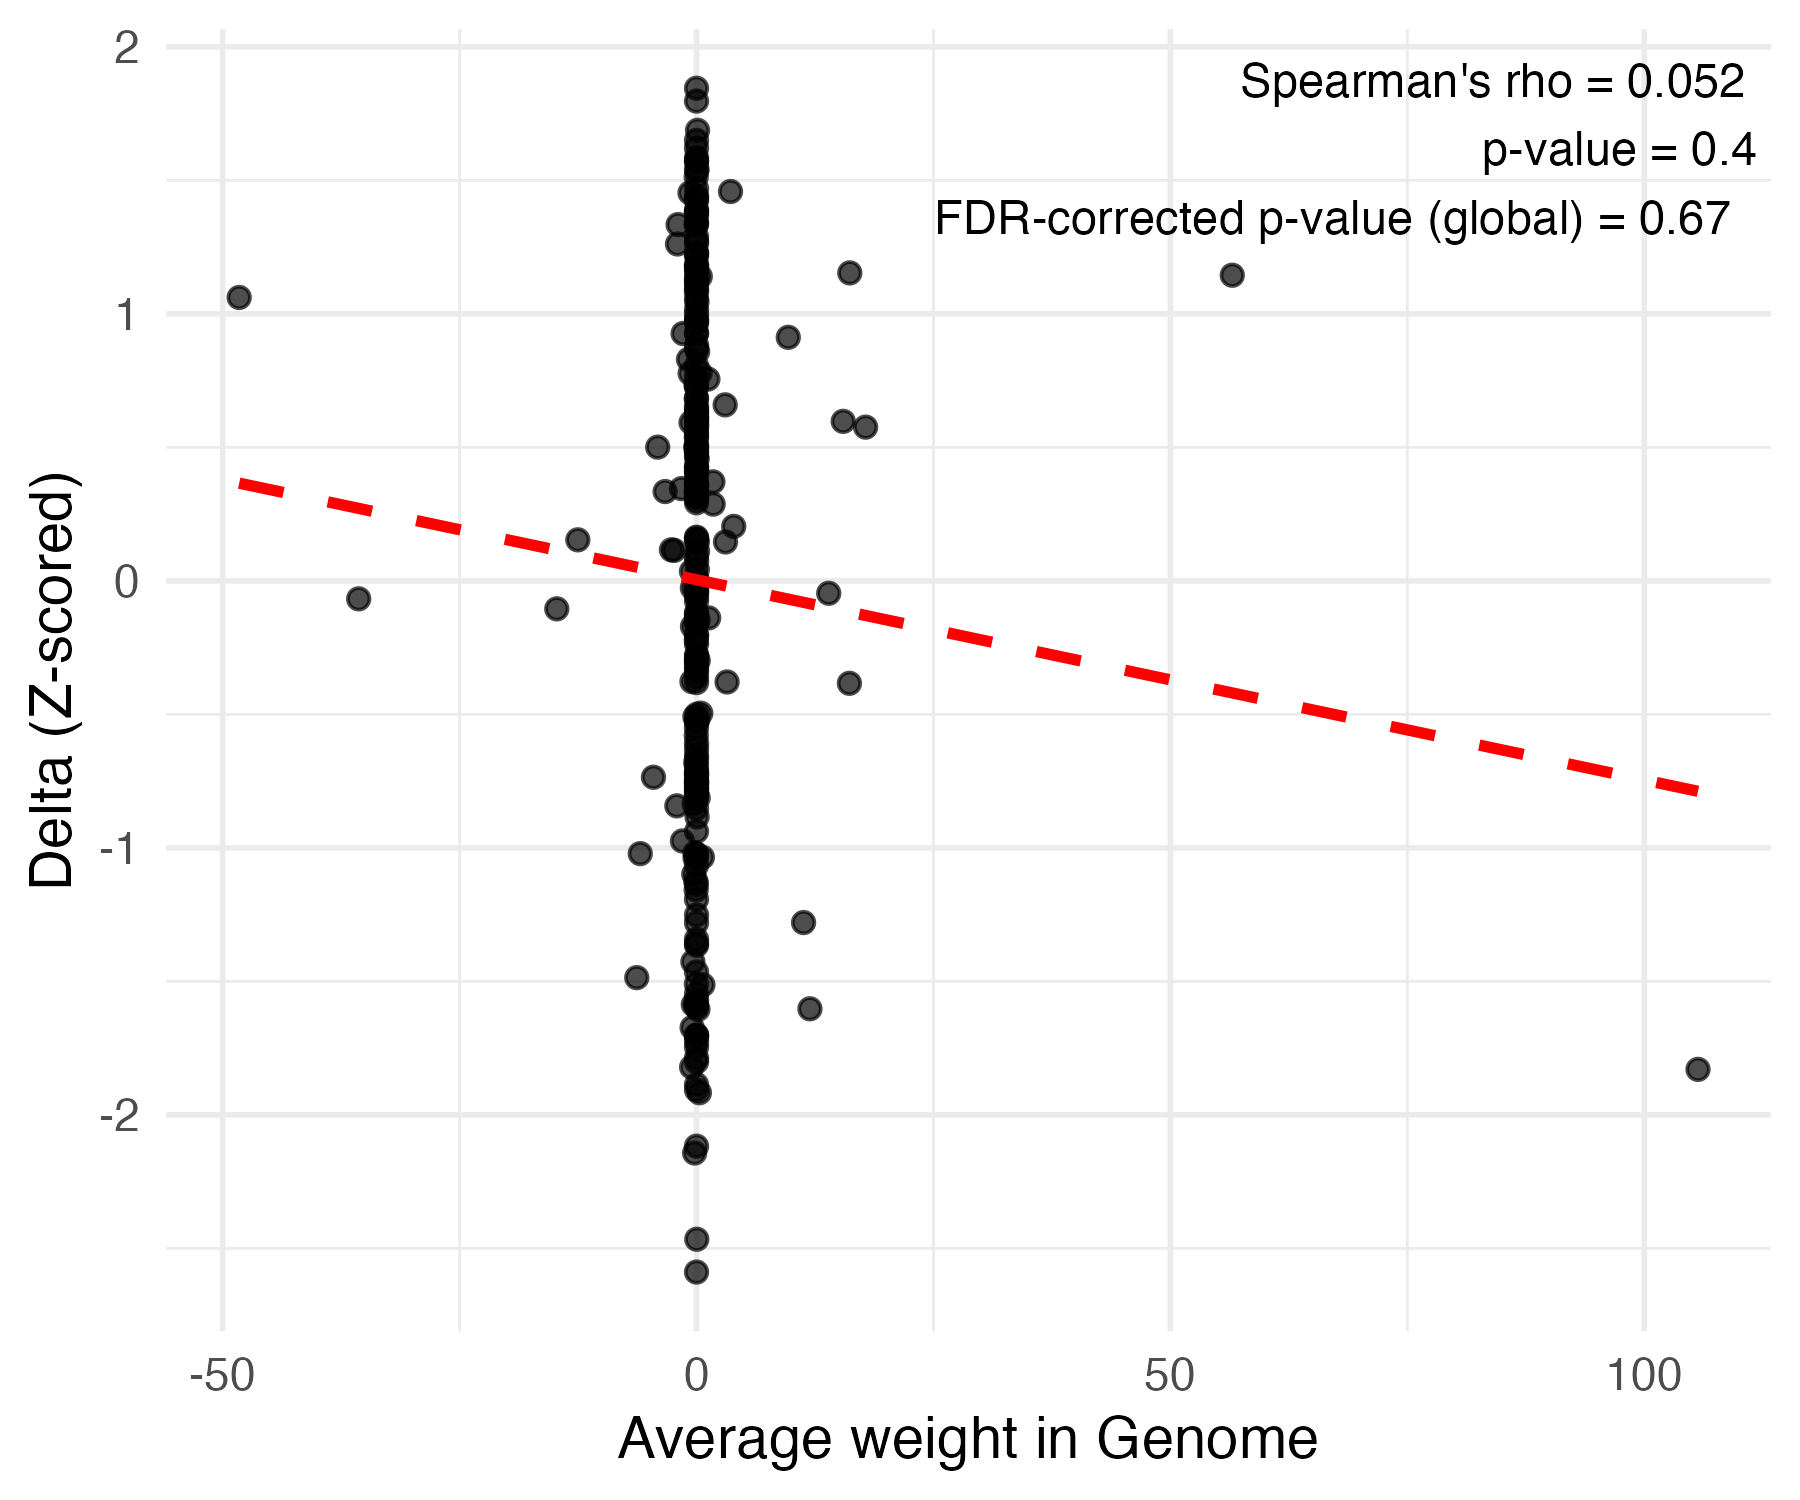 2
Spearman's rho = 0.052
p-value = 0.4
FDR-corrected p-value (global) = 0.67
1
0
-1
-2
Delta (Z-scored)
-50
0
50
100
Average weight in Genome